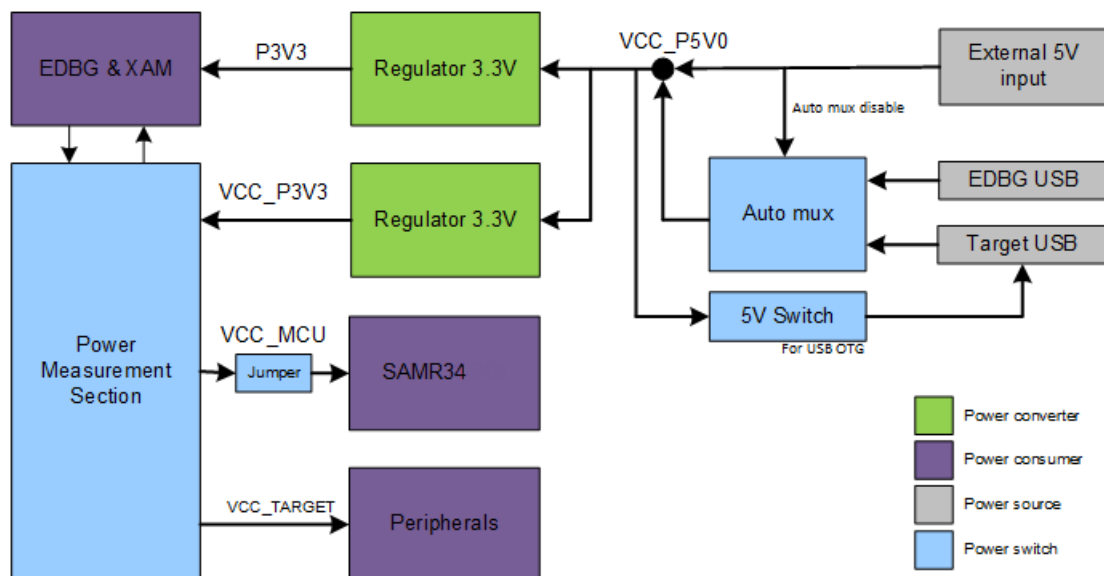 EDBG & XAM
P3V3
Regulator 3.3V
VCC_P5V0
External 5V
input
Auto mux disable
VCC_P3V3
Regulator 3.3V
Auto mux
EDBG USB
Target USB
5V Switch
For USB OTG
Power
Measurement
Section
VCC_MCU
Jumper
SAMR34
VCC_TARGET
Peripherals
Power converter
Power consumer
Power source
Power switch